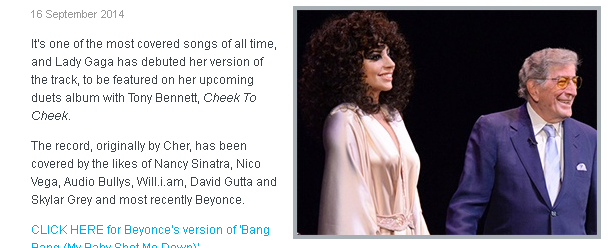 16 September 2014
It's one of the most covered songs of all time,
and Lady Gaga has debuted her version of
the track, to be featured on her upcoming
duets album with Tony Bennett, Cheek To
Cheek.
The record, originally by Cher, has been
covered by the likes of Nancy Sinatra, Nico
Vega, Audio Bullys, Will.i.am, David Gutta and
Skylar Grey and most recently Beyonce.
CLICK HERE for Beyonce's version of 'Bang
Bang (My Baby Shot Me Down)'